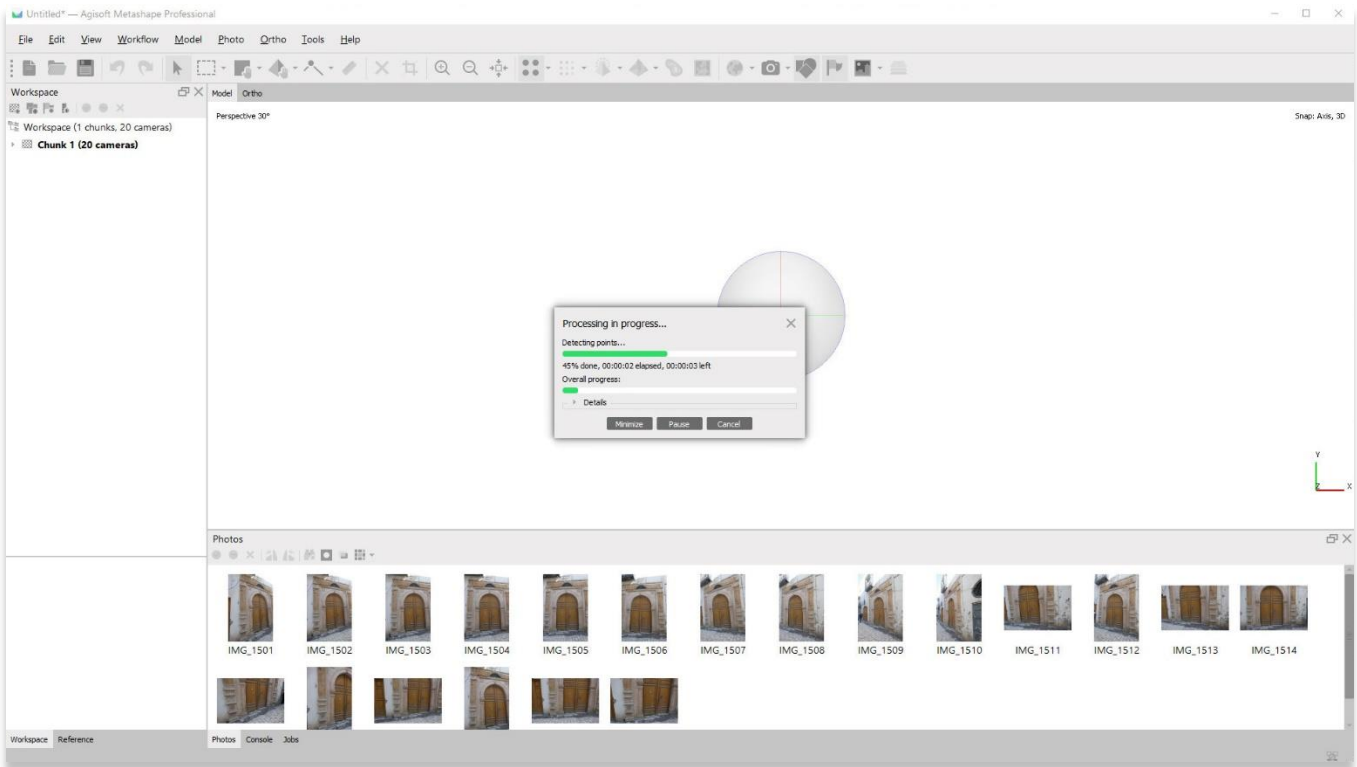 Untitled* — Agisoft Metashape Professional
File Edit View Workflow Model Photo Ortho Tools Help
Workspace
Model Ortho
Workspace (1 chunks, 20 cameras)
Chunk 1 (20 cameras)
Perspective 30°
Snap: Axis, 3D
Processing in progress...
Detecting points...
45% done, 00:00:02 elapsed, 00:00:03 left
Overall progress:
Details
Minimize Pause Cancel
Y
Z X
Photos
IMG_1501 IMG_1502 IMG_1503 IMG_1504 IMG_1505 IMG_1506 IMG_1507 IMG_1508 IMG_1509 IMG_1510 IMG_1511 IMG_1512 IMG_1513 IMG_1514
Workspace Reference
Photos Console Jobs